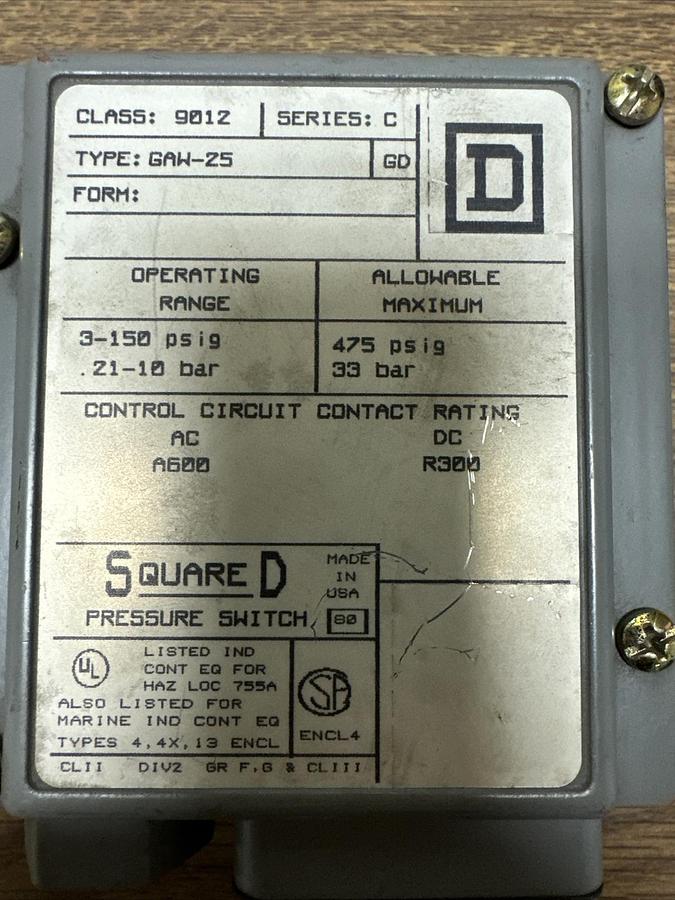 CLASS: 9012
SERIES: C
TYPE: GAW-25
GD
FORM:
D
OPERATING
RANGE
ALLOWABLE
MAXIMUM
3-150 psig
.21-10 bar
475 psig
33 bar
CONTROL CIRCUIT CONTACT RATING
AC
DC
A600
R300
SQUARE D
MADE
IN
USA
PRESSURE SWITCH
80
UL
LISTED IND
CONT EQ FOR
HAZ LOC 755A
ALSO LISTED FOR
MARINE IND CONT EQ
TYPES 4,4X,13 ENCL
SA
ENCL4
CLII DIV2 GR F,G & CLIII